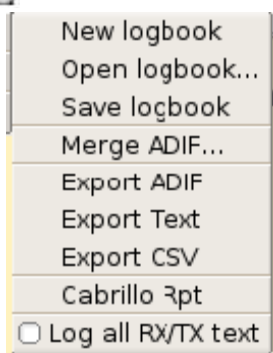 New logbook
Open logbook...
Save logbook
Merge ADIF...
Export ADIF
Export Text
Export CSV
Cabrillo Rpt
Log all RX/TX text